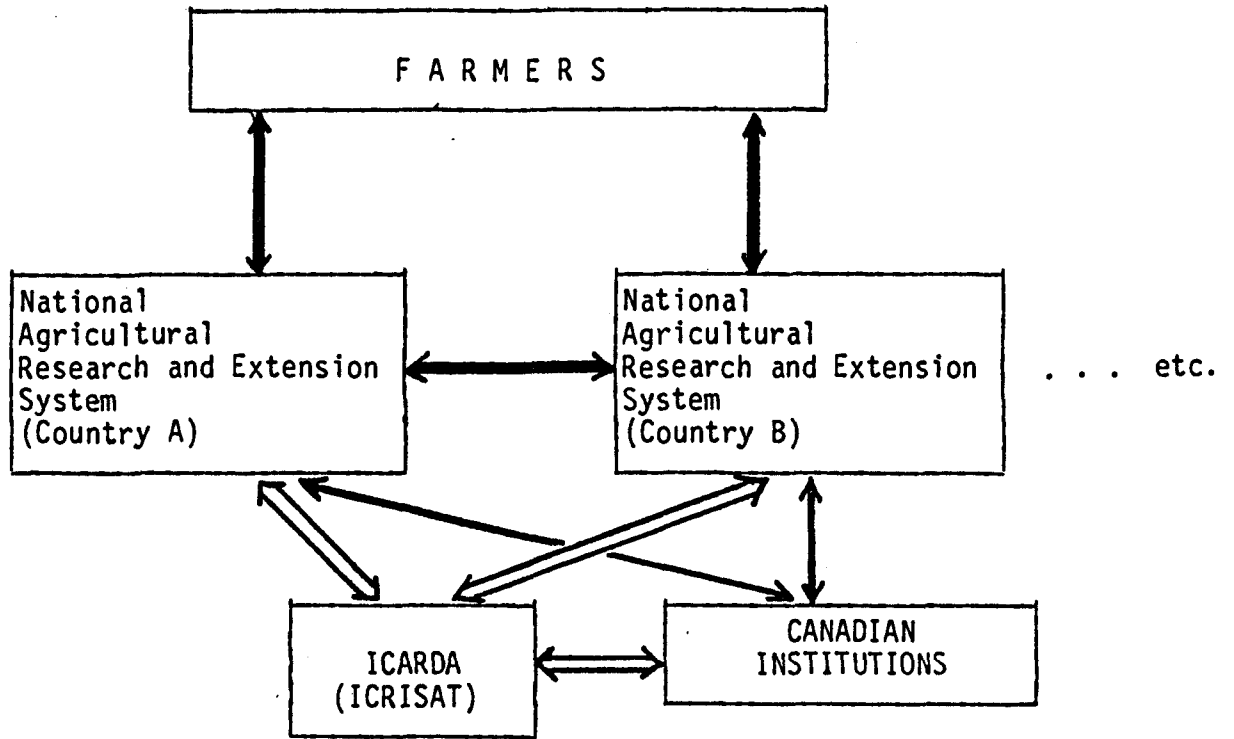 F A R M E R S
National
Agricultural
Research and Extension
System
(Country A)
National
Agricultural
Research and Extension
System
(Country B)
. . . etc.
ICARDA
(ICRISAT)
CANADIAN
INSTITUTIONS